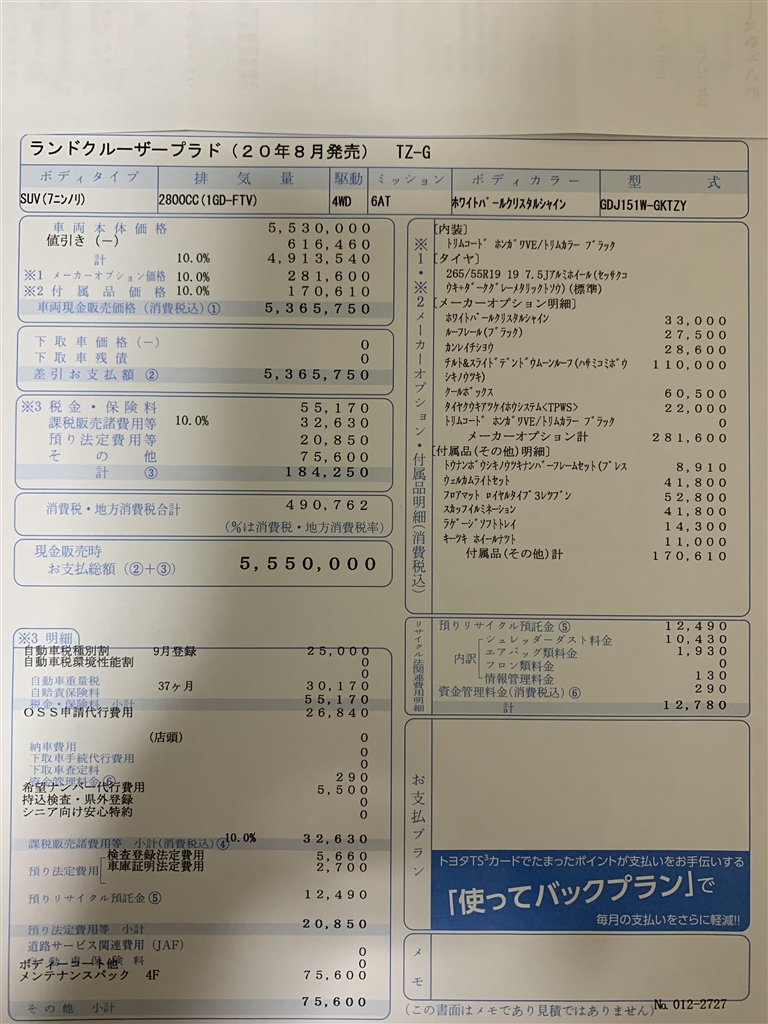 ランドクルーザープラド(20年8月発売) TZ-G
ボディタイプ 排気量 駆動 ミッション ボディカラー 型式
SUV(7ニンノリ) 2800CC(1GD-FTV) 4WD 6AT ホワイトパールクリスタルシャイン GDJ151W-GKTZY
車両本体価格 5,530,000
値引き(-) 616,460
計 10.0% 4,913,540
※1 メーカーオプション価格 10.0% 281,600
※2 付属品価格 10.0% 170,610
車両現金販売価格(消費税込)① 5,365,750
下取車価格(-) 0
下取車残債 0
差引お支払額② 5,365,750
※3 税金・保険料 55,170
課税販売諸費用等 10.0% 32,630
預り法定費用等 20,850
その他 75,600
計 ③ 184,250
消費税・地方消費税合計 490,762
(%は消費税・地方消費税率)
現金販売時
お支払総額(②+③) 5,550,000
※3 明細
自動車税種別割 9月登録 25,000
自動車税環境性能割 0
0
自動車重量税 37ヶ月 30,170
自賠責保険料
税金・保険料 小計 55,170
OSS申請代行費用 26,840
(店頭) 0
納車費用 0
下取車手続代行費用 0
下取車査定料 0
資金管理料金⑥ 290
希望ナンバー代行費用 5,500
持込検査・県外登録 0
シニア向け安心特約 0
課税販売諸費用等 小計(消費税込)④ 10.0% 32,630
預り法定費用 検査登録法定費用 5,660
車庫証明法定費用 2,700
預りリサイクル預託金⑤ 12,490
預り法定費用等 小計 20,850
道路サービス関連費用(JAF) 0
ボディーコート他 0
メンテナンスパック 4F 75,600
その他 小計 75,600
※1・※2メーカーオプション・付属品明細(消費税込)
[内装]
トリムコード ホンガワVE/トリムカラー ブラック
[タイヤ]
265/55R19 19 7.5Jアルミホイール(セッサクコ
ウキ+ダークグレーメタリックトソウ)(標準)
[メーカーオプション明細]
ホワイトパールクリスタルシャイン 33,000
ルーフレール(ブラック) 27,500
カンレイチショウ 28,600
チルト&スライドデンドウムーンルーフ(ハサミコミボウ 110,000
シキノウツキ)
クールボックス 60,500
タイヤクウキアツケイホウシステム<TPWS> 22,000
トリムコード ホンガワVE/トリムカラー ブラック 0
メーカーオプション計 281,600
[付属品(その他)明細]
トウナンボウシキノウツキナンバーフレームセット(プレス 8,910
ウェルカムライトセット 41,800
フロアマット ロイヤルタイプ3レツブン 52,800
スカッフイルミネーション 41,800
ラゲージソフトトレイ 14,300
キーツキ ホイールナット 11,000
付属品(その他)計 170,610
リサイクル法関連費用明細
預りリサイクル預託金⑤ 12,490
シュレッダーダスト料金 10,430
内訳 エアバッグ類料金 1,930
フロン類料金 0
情報管理料金 130
資金管理料金(消費税込)⑥ 290
計 12,780
お支払プラン
トヨタTS³カードでたまったポイントが支払いをお手伝いする
「使ってバックプラン」で
毎月の支払いをさらに軽減!!
メモ
(この書面はメモであり見積ではありません)
No. 012-2727